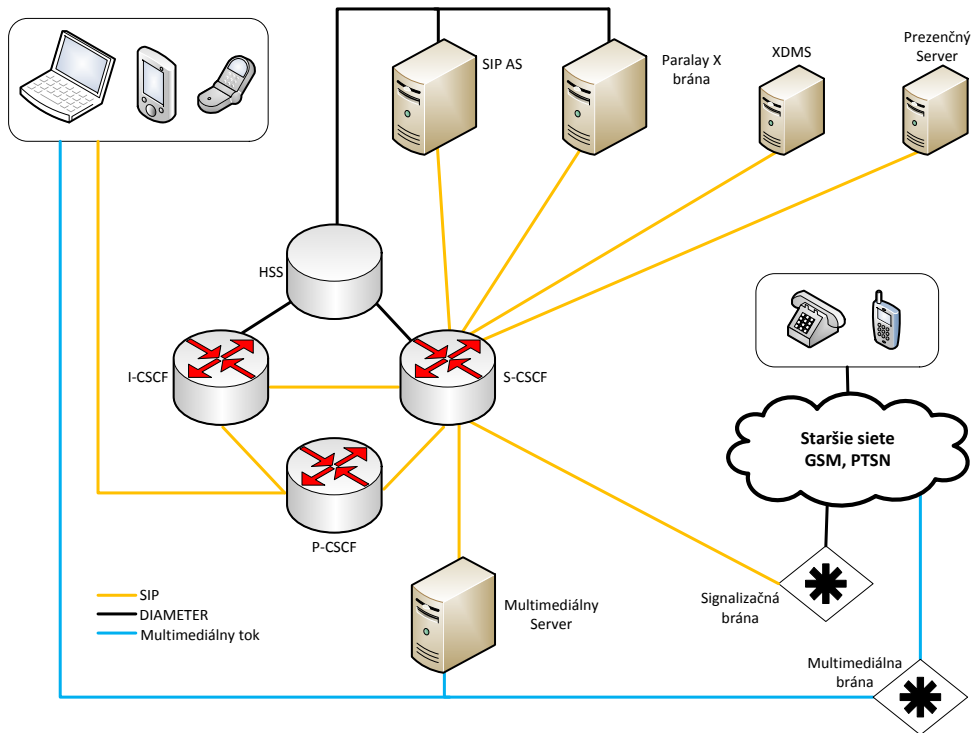 SIP AS
Paralay X
brána
XDMS
Prezenčný
Server
HSS
I-CSCF
S-CSCF
P-CSCF
Staršie siete
GSM, PTSN
SIP
DIAMETER
Multimediálny tok
Multimediálny
Server
Signalizačná
brána
Multimediálna
brána